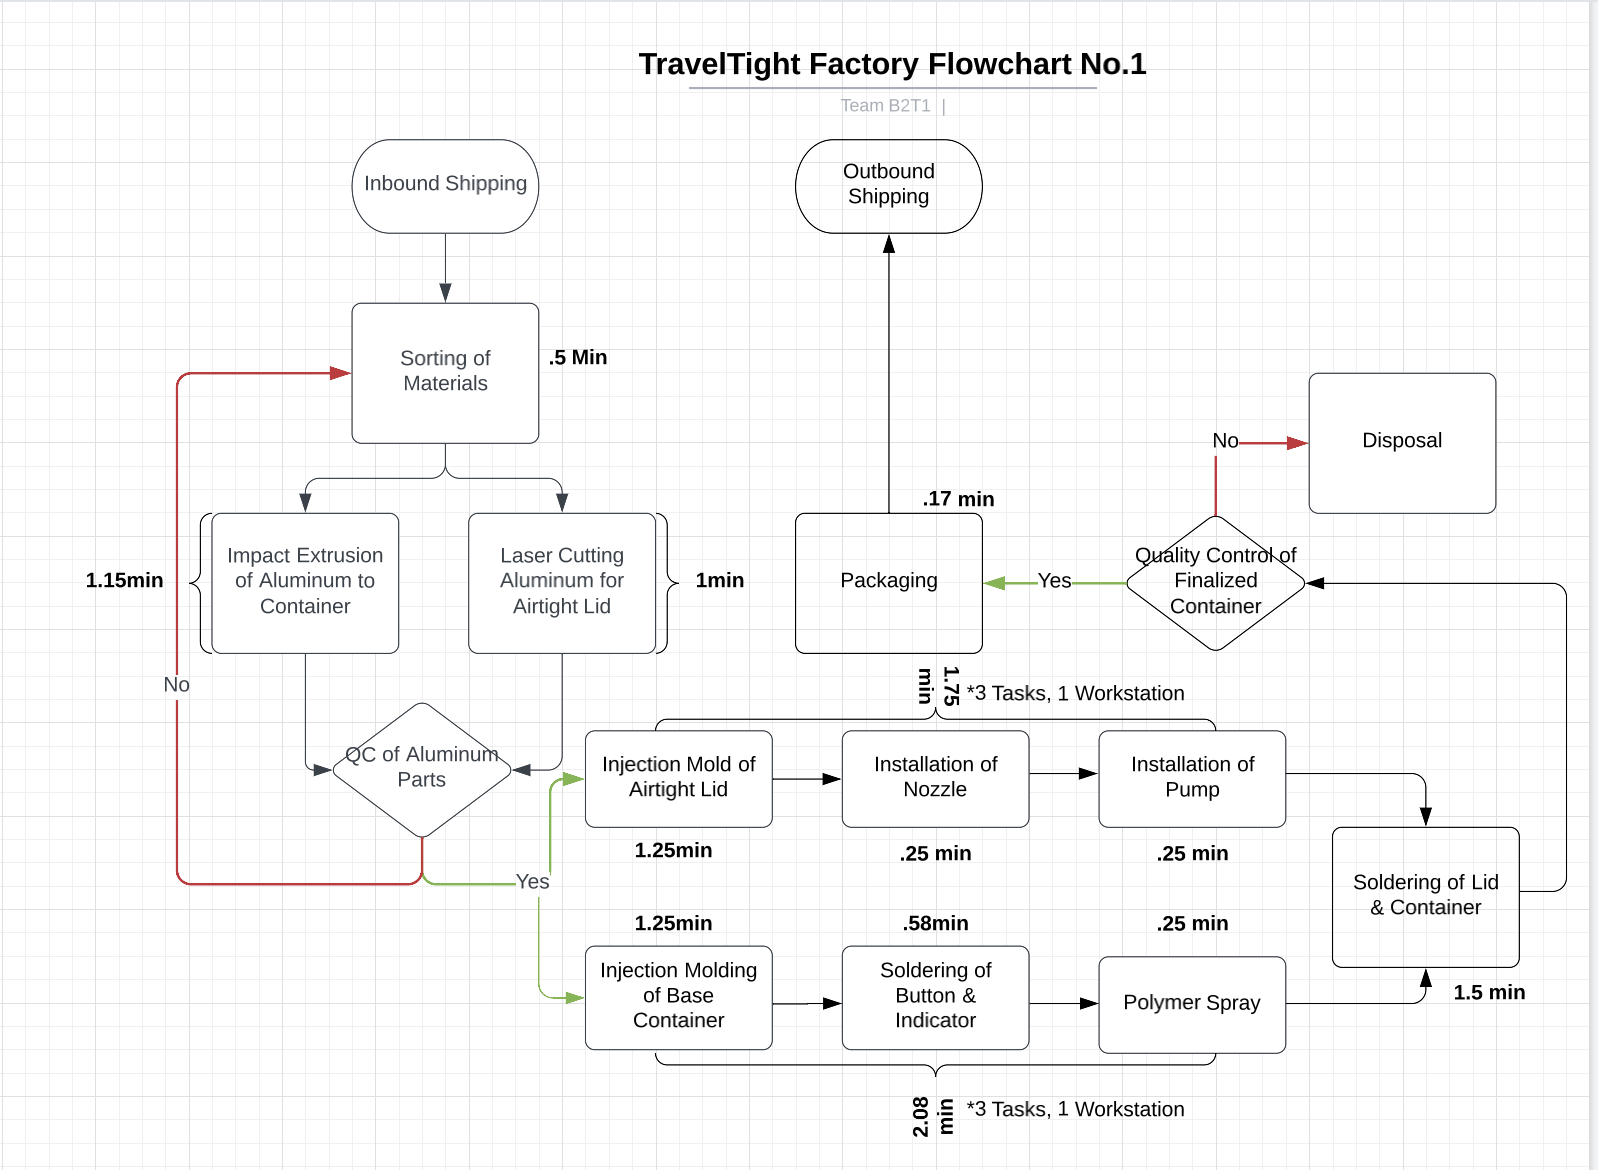 TravelTight Factory Flowchart No.1
Team B2T1 |
Inbound Shipping
Outbound
Shipping
Sorting of
Materials
.5 Min
No
Disposal
.17 min
Impact Extrusion
of Aluminum to
Container
1.15min
Laser Cutting
Aluminum for
Airtight Lid
1min
Packaging
Yes
Quality Control of
Finalized
Container
No
QC of Aluminum
Parts
1.75
min
*3 Tasks, 1 Workstation
Injection Mold of
Airtight Lid
Installation of
Nozzle
Installation of
Pump
1.25min
.25 min
.25 min
Yes
Soldering of Lid
& Container
1.5 min
1.25min
.58min
.25 min
Injection Molding
of Base
Container
Soldering of
Button &
Indicator
Polymer Spray
2.08
min
*3 Tasks, 1 Workstation